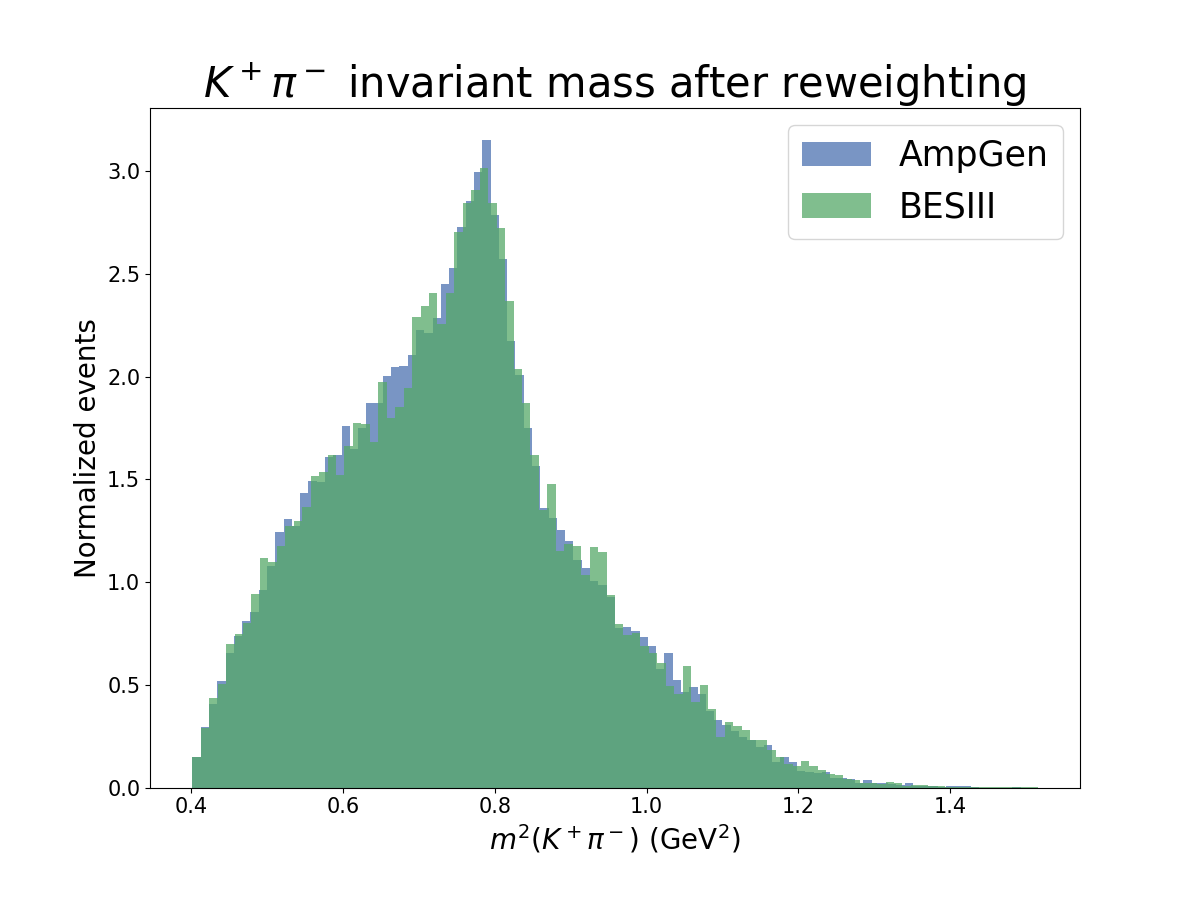 K⁺π⁻ invariant mass after reweighting
AmpGen
BESIII
Normalized events
3.0
2.5
2.0
1.5
1.0
0.5
0.0
0.4 0.6 0.8 1.0 1.2 1.4
m²(K⁺π⁻) (GeV²)